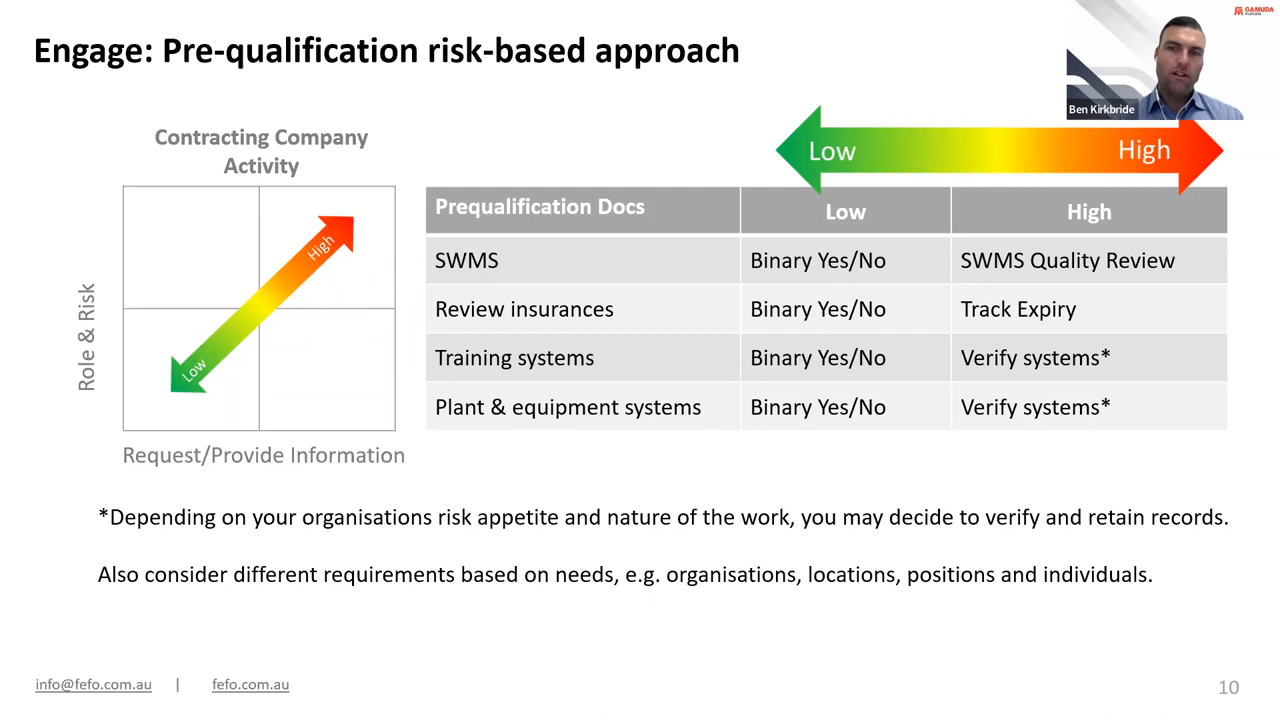 GAMUDA
Australia
Engage: Pre-qualification risk-based approach
Ben Kirkbride
Contracting Company
Activity
Low
High
Role & Risk
High
Low
Request/Provide Information
Prequalification Docs Low High
SWMS Binary Yes/No SWMS Quality Review
Review insurances Binary Yes/No Track Expiry
Training systems Binary Yes/No Verify systems*
Plant & equipment systems Binary Yes/No Verify systems*
*Depending on your organisations risk appetite and nature of the work, you may decide to verify and retain records.
Also consider different requirements based on needs, e.g. organisations, locations, positions and individuals.
info@fefo.com.au | fefo.com.au
10